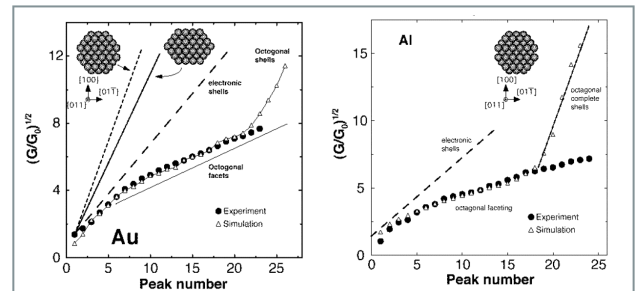 12
8
4
0
(G/G₀)^1/2
[100]
[01Ī]
[011]
Octogonal
shells
electronic
shells
Octogonal
facets
Experiment
Simulation
Au
0 5 10 15 20 25
Peak number
Al
15
10
5
0
(G/G₀)^1/2
[100]
[01Ī]
[011]
octagonal
complete
shells
electronic
shells
octagonal faceting
Experiment
Simulation
0 5 10 15 20 25
Peak number